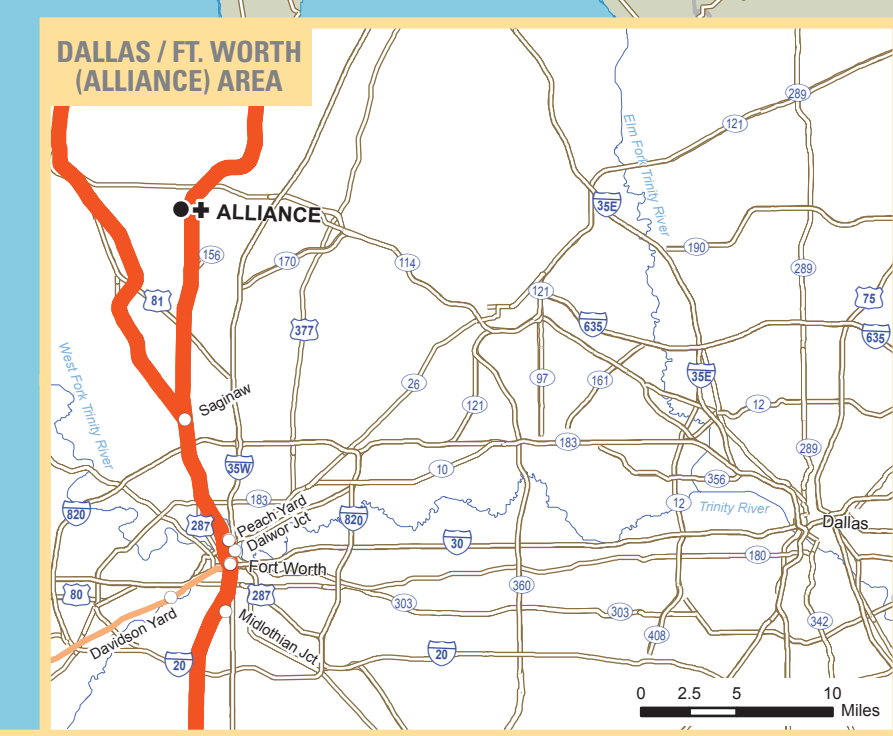 DALLAS / FT. WORTH
(ALLIANCE) AREA
289
121
Elm Fork Trinity River
35E
ALLIANCE
156
170
114
190
289
121
81
377
635
75
635
West Fork Trinity River
26
97
161
35E
Saginaw
121
12
183
289
35W
10
356
183
12
Trinity River
820
287
Peach Yard
Dalwor Jct
820
Dallas
30
180
Fort Worth
80
287
360
303
303
Davidson Yard
Midlothian Jct
342
408
20
20
0 2.5 5 10
Miles